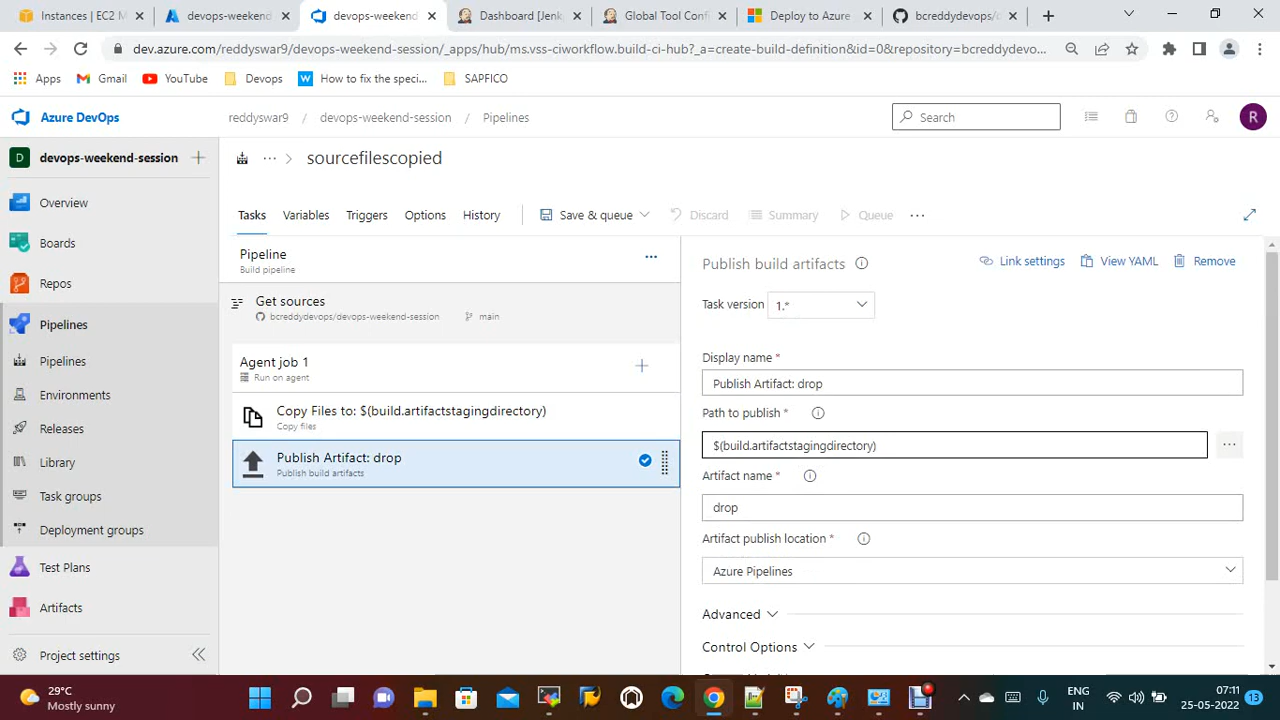 Instances | EC2 M
devops-weekend
devops-weekend
Dashboard [Jenk
Global Tool Conf
Deploy to Azure
bcreddydevops/d
dev.azure.com/reddyswar9/devops-weekend-session/_apps/hub/ms.vss-ciworkflow.build-ci-hub?_a=create-build-definition&id=0&repository=bcreddydevo...
Apps
Gmail
YouTube
Devops
How to fix the speci...
SAPFICO
Azure DevOps
reddyswar9 / devops-weekend-session / Pipelines
Search
R
D devops-weekend-session
... > sourcefilescopied
Overview
Boards
Repos
Pipelines
Pipelines
Environments
Releases
Library
Task groups
Deployment groups
Test Plans
Artifacts
Project settings
Tasks
Variables
Triggers
Options
History
Save & queue
Discard
Summary
Queue
...
Pipeline
...
Build pipeline
Get sources
bcreddydevops/devops-weekend-session
main
Agent job 1
Run on agent
Copy Files to: $(build.artifactstagingdirectory)
Copy files
Publish Artifact: drop
Publish build artifacts
Publish build artifacts
Link settings
View YAML
Remove
Task version
1.*
Display name *
Publish Artifact: drop
Path to publish *
$(build.artifactstagingdirectory)
...
Artifact name *
drop
Artifact publish location *
Azure Pipelines
Advanced
Control Options
29°C
Mostly sunny
ENG
IN
07:11
25-05-2022
13